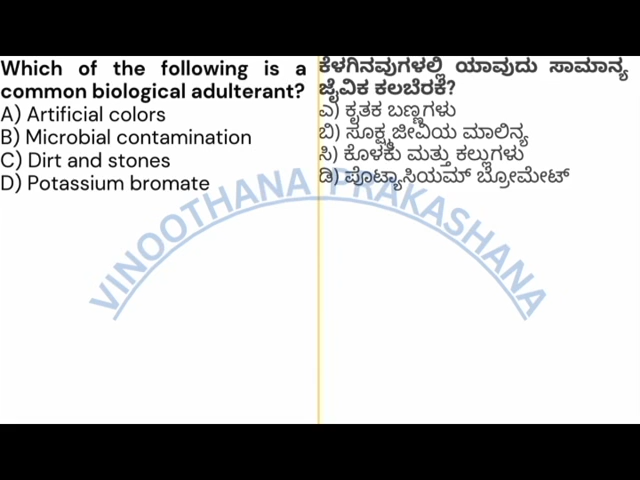 Which of the following is a
common biological adulterant?
A) Artificial colors
B) Microbial contamination
C) Dirt and stones
D) Potassium bromate
ಕೆಳಗಿನವುಗಳಲ್ಲಿ ಯಾವುದು ಸಾಮಾನ್ಯ
ಜೈವಿಕ ಕಲಬೆರಕೆ?
ಎ) ಕೃತಕ ಬಣ್ಣಗಳು
ಬಿ) ಸೂಕ್ಷ್ಮಜೀವಿಯ ಮಾಲಿನ್ಯ
ಸಿ) ಕೊಳಕು ಮತ್ತು ಕಲ್ಲುಗಳು
ಡಿ) ಪೊಟ್ಯಾಸಿಯಮ್ ಬ್ರೋಮೇಟ್
VINOOTHANA PRAKASHANA